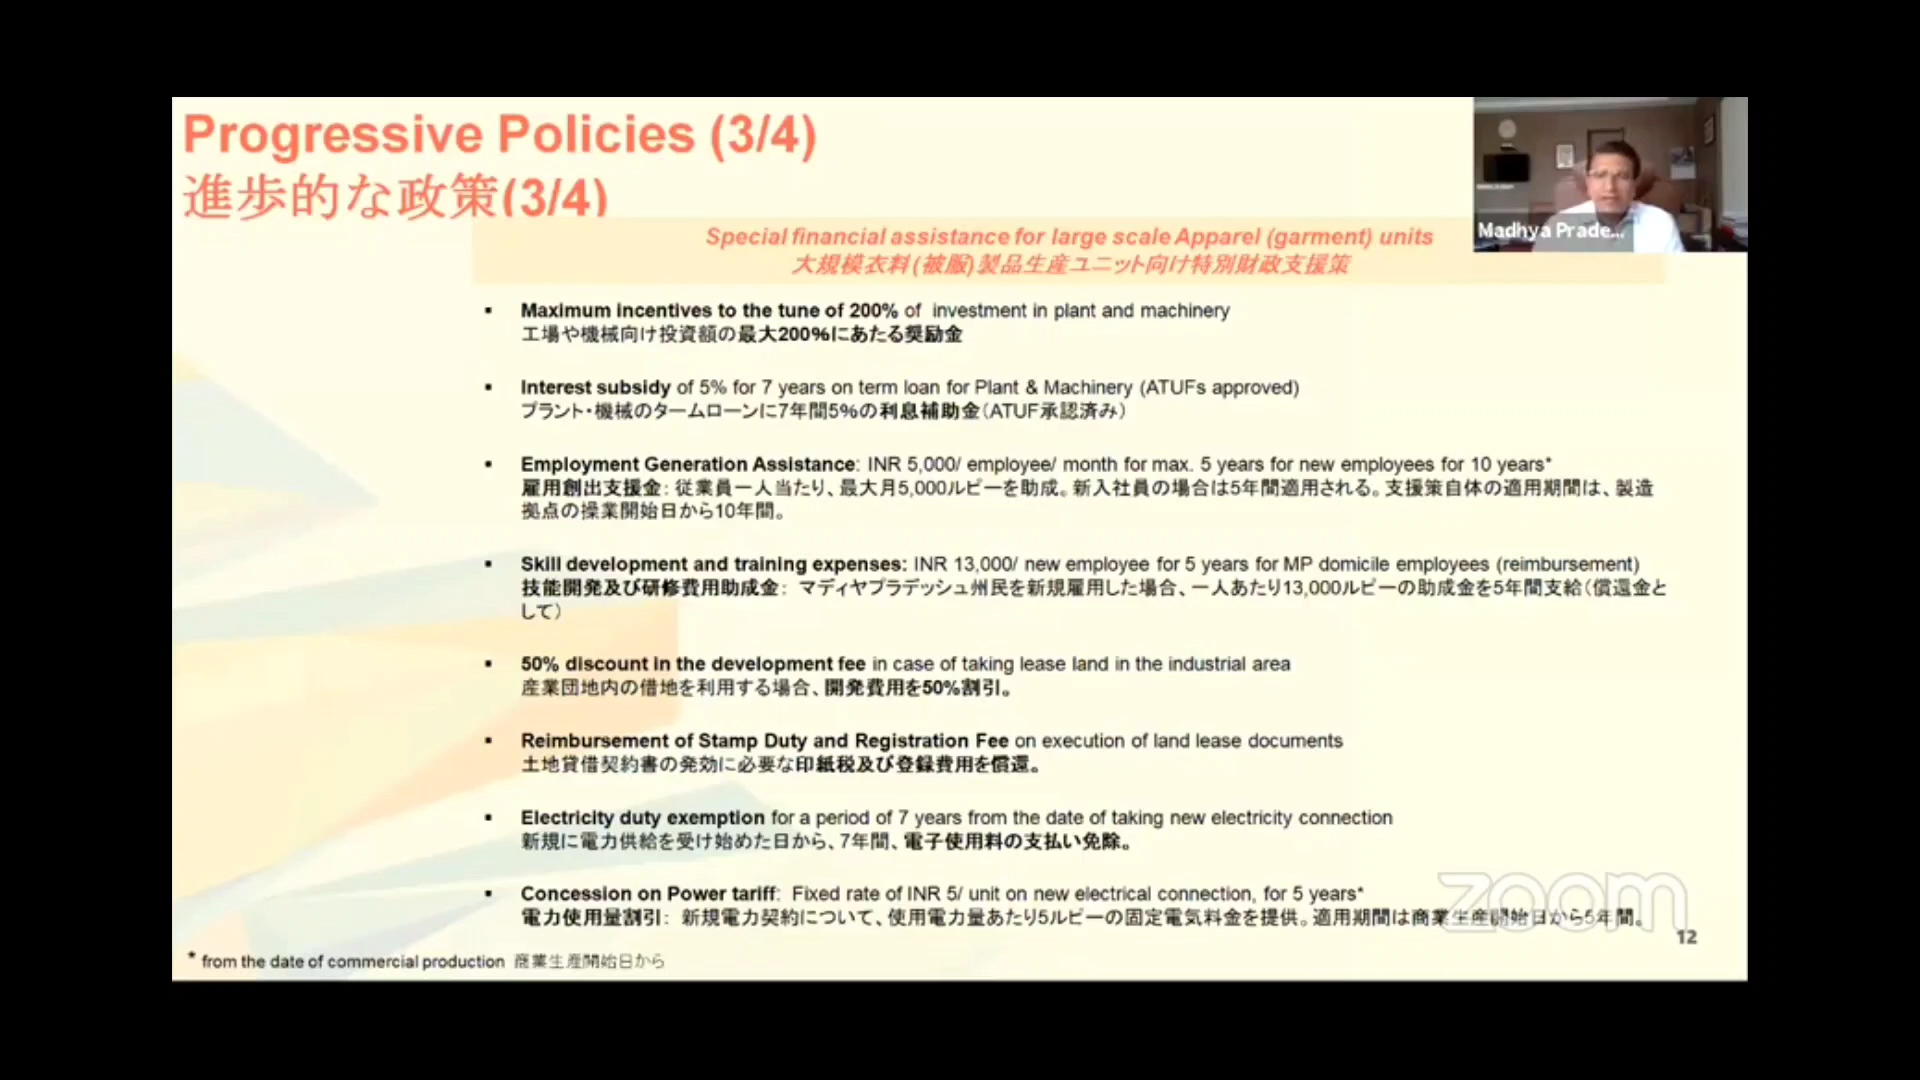 Progressive Policies (3/4)
進歩的な政策(3/4)
Madhya Prade...
Special financial assistance for large scale Apparel (garment) units
大規模衣料(被服)製品生産ユニット向け特別財政支援策
▪ Maximum incentives to the tune of 200% of investment in plant and machinery
工場や機械向け投資額の最大200%にあたる奨励金
▪ Interest subsidy of 5% for 7 years on term loan for Plant & Machinery (ATUFs approved)
プラント・機械のタームローンに7年間5%の利息補助金（ATUF承認済み）
▪ Employment Generation Assistance: INR 5,000/ employee/ month for max. 5 years for new employees for 10 years*
雇用創出支援金：従業員一人当たり、最大月5,000ルピーを助成。新入社員の場合は5年間適用される。支援策自体の適用期間は、製造
拠点の操業開始日から10年間。
▪ Skill development and training expenses: INR 13,000/ new employee for 5 years for MP domicile employees (reimbursement)
技能開発及び研修費用助成金： マディヤプラデッシュ州民を新規雇用した場合、一人あたり13,000ルピーの助成金を5年間支給（償還金と
して）
▪ 50% discount in the development fee in case of taking lease land in the industrial area
産業団地内の借地を利用する場合、開発費用を50%割引。
▪ Reimbursement of Stamp Duty and Registration Fee on execution of land lease documents
土地貸借契約書の発効に必要な印紙税及び登録費用を償還。
▪ Electricity duty exemption for a period of 7 years from the date of taking new electricity connection
新規に電力供給を受け始めた日から、7年間、電子使用料の支払い免除。
▪ Concession on Power tariff: Fixed rate of INR 5/ unit on new electrical connection, for 5 years*
電力使用量割引： 新規電力契約について、使用電力量あたり5ルピーの固定電気料金を提供。適用期間は商業生産開始日から5年間。
zoom
12
* from the date of commercial production 商業生産開始日から